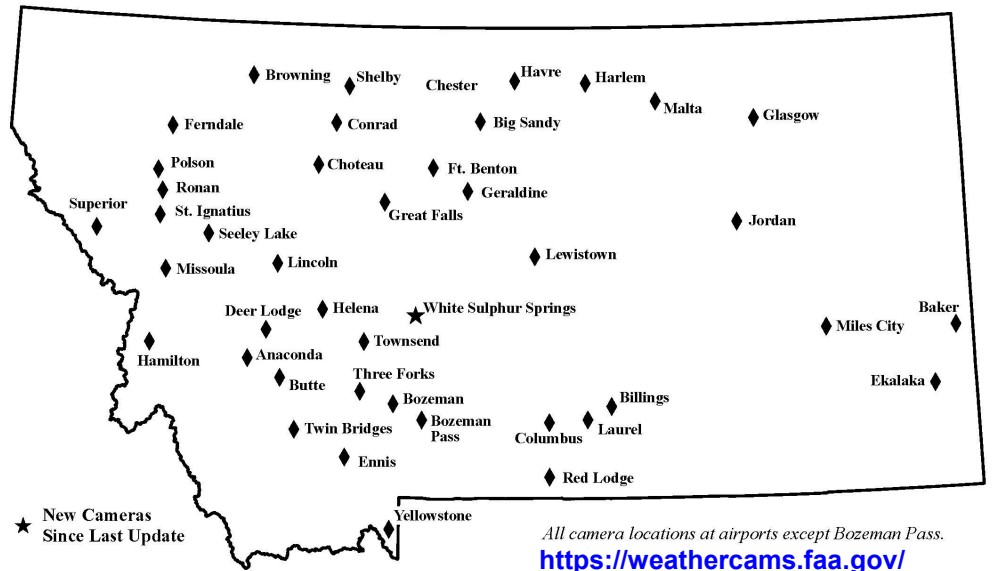 Browning
Shelby
Chester
Havre
Harlem
Malta
Glasgow
Ferndale
Conrad
Big Sandy
Polson
Choteau
Ft. Benton
Ronan
Geraldine
Superior
St. Ignatius
Great Falls
Seeley Lake
Jordan
Missoula
Lincoln
Lewistown
Deer Lodge
Helena
White Sulphur Springs
Baker
Miles City
Hamilton
Anaconda
Townsend
Butte
Three Forks
Ekalaka
Bozeman
Billings
Twin Bridges
Bozeman
Pass
Columbus
Laurel
Ennis
Red Lodge
Yellowstone
New Cameras
Since Last Update
All camera locations at airports except Bozeman Pass.
https://weathercams.faa.gov/